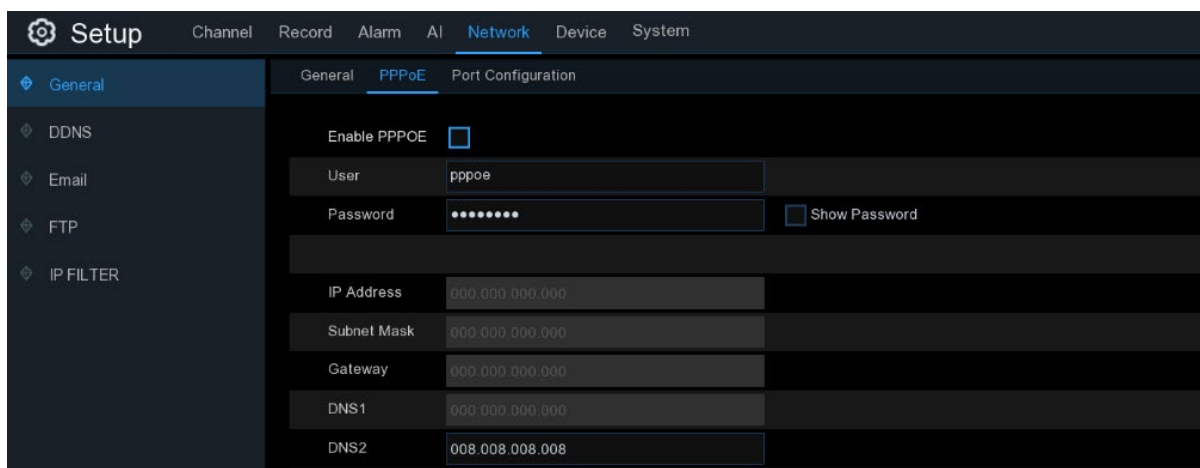 Setup Channel Record Alarm AI Network Device System
General
DDNS
Email
FTP
IP FILTER
General PPPoE Port Configuration
Enable PPPOE
User pppoe
Password •••••••• Show Password
IP Address 000.000.000.000
Subnet Mask 000.000.000.000
Gateway 000.000.000.000
DNS1 000.000.000.000
DNS2 008.008.008.008